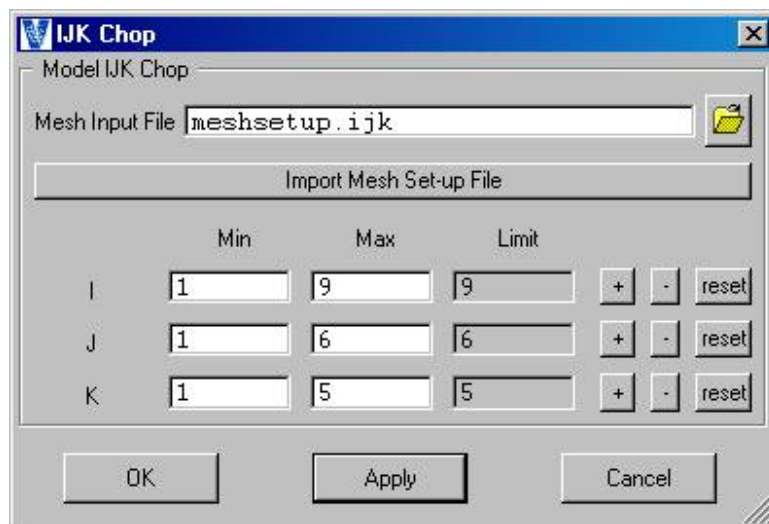 IJK Chop
Model IJK Chop
Mesh Input File meshsetup.ijk
Import Mesh Set-up File
Min Max Limit
I 1 9 9 + - reset
J 1 6 6 + - reset
K 1 5 5 + - reset
OK Apply Cancel